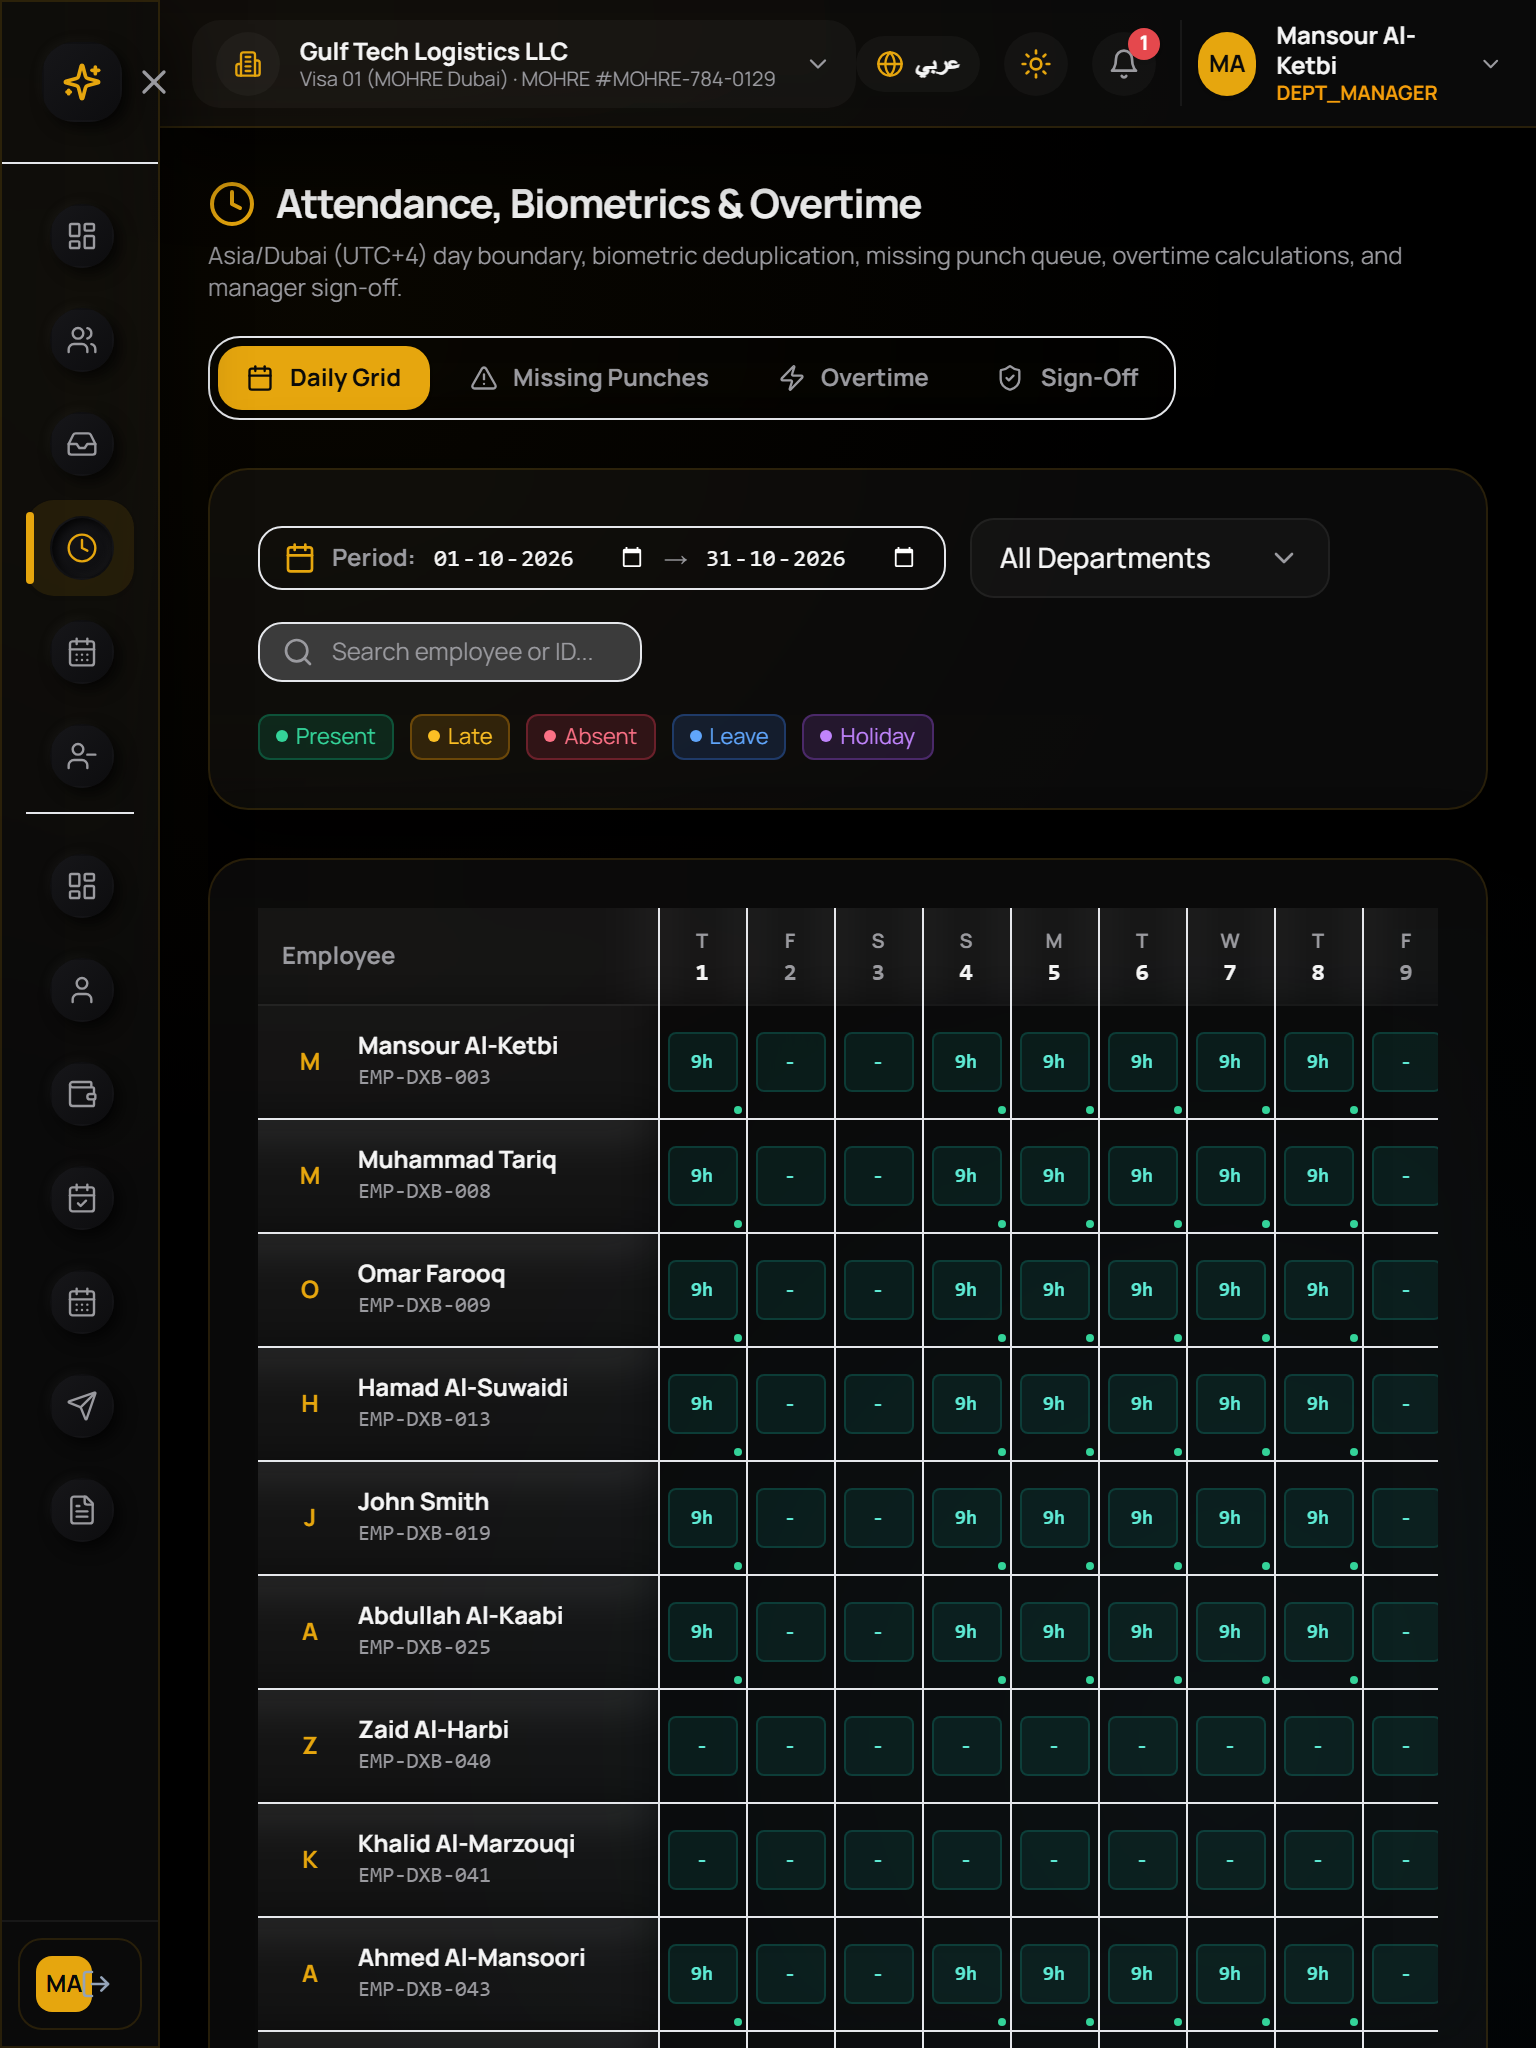 Gulf Tech Logistics LLC
Visa 01 (MOHRE Dubai) · MOHRE #MOHRE-784-0129
عربي
1
MA
Mansour Al-
Ketbi
DEPT_MANAGER
Attendance, Biometrics & Overtime
Asia/Dubai (UTC+4) day boundary, biometric deduplication, missing punch queue, overtime calculations, and
manager sign-off.
Daily Grid
Missing Punches
Overtime
Sign-Off
Period: 01-10-2026 → 31-10-2026
All Departments
Search employee or ID...
Present
Late
Absent
Leave
Holiday
Employee T F S S M T W T F
1 2 3 4 5 6 7 8 9
M Mansour Al-Ketbi 9h - - 9h 9h 9h 9h 9h -
EMP-DXB-003
M Muhammad Tariq 9h - - 9h 9h 9h 9h 9h -
EMP-DXB-008
O Omar Farooq 9h - - 9h 9h 9h 9h 9h -
EMP-DXB-009
H Hamad Al-Suwaidi 9h - - 9h 9h 9h 9h 9h -
EMP-DXB-013
J John Smith 9h - - 9h 9h 9h 9h 9h -
EMP-DXB-019
A Abdullah Al-Kaabi 9h - - 9h 9h 9h 9h 9h -
EMP-DXB-025
Z Zaid Al-Harbi - - - - - - - - -
EMP-DXB-040
K Khalid Al-Marzouqi - - - - - - - - -
EMP-DXB-041
A Ahmed Al-Mansoori 9h - - 9h 9h 9h 9h 9h -
EMP-DXB-043
MA